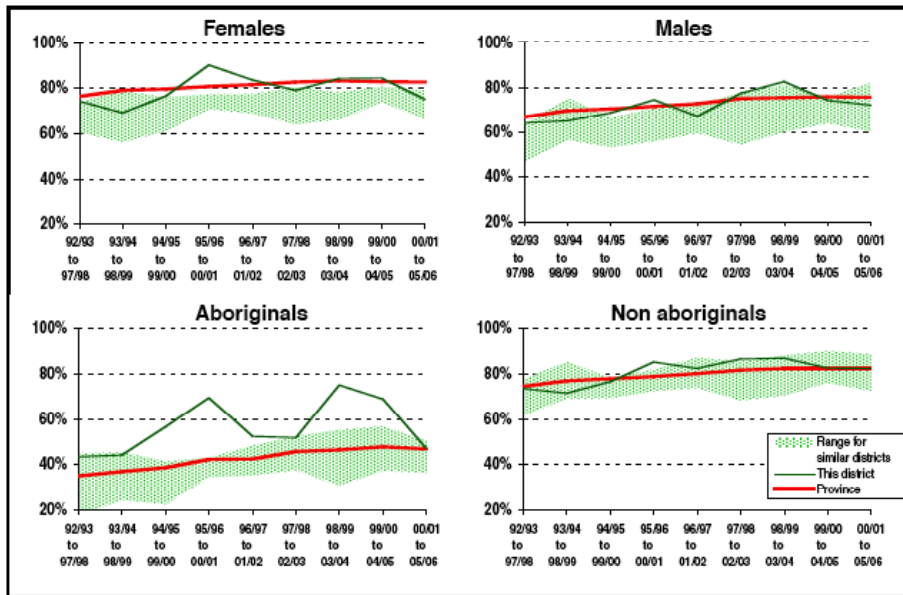 Females
100%
80%
60%
40%
20%
92/93 93/94 94/95 95/96 96/97 97/98 98/99 99/00 00/01
to to to to to to to to to
97/98 98/99 99/00 00/01 01/02 02/03 03/04 04/05 05/06
Males
100%
80%
60%
40%
20%
92/93 93/94 94/95 95/96 96/97 97/98 98/99 99/00 00/01
to to to to to to to to to
97/98 98/99 99/00 00/01 01/02 02/03 03/04 04/05 05/06
Aboriginals
100%
80%
60%
40%
20%
92/93 93/94 94/95 95/96 96/97 97/98 98/99 99/00 00/01
to to to to to to to to to
97/98 98/99 99/00 00/01 01/02 02/03 03/04 04/05 05/06
Non aboriginals
100%
80%
60%
40%
20%
Range for
similar districts
This district
Province
92/93 93/94 94/95 95/96 96/97 97/98 98/99 99/00 00/01
to to to to to to to to to
97/98 98/99 99/00 00/01 01/02 02/03 03/04 04/05 05/06